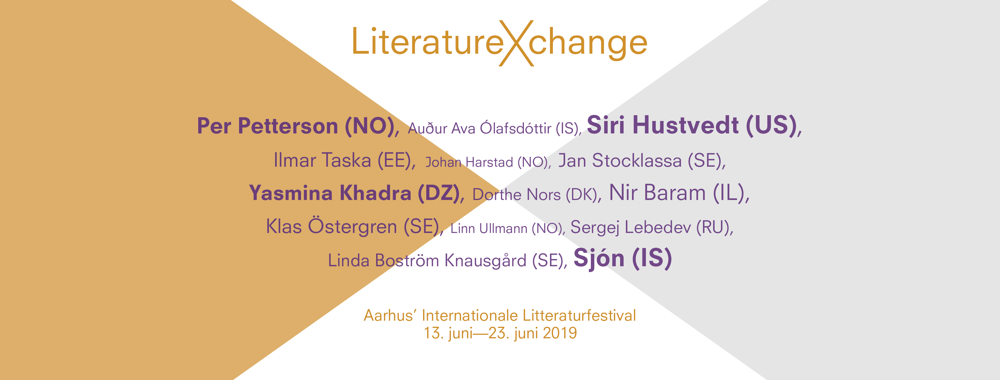 LiteratureXchange
Per Petterson (NO), Auður Ava Ólafsdóttir (IS), Siri Hustvedt (US),
Ilmar Taska (EE), Johan Harstad (NO), Jan Stocklassa (SE),
Yasmina Khadra (DZ), Dorthe Nors (DK), Nir Baram (IL),
Klas Östergren (SE), Linn Ullmann (NO), Sergej Lebedev (RU),
Linda Boström Knausgård (SE), Sjón (IS)
Aarhus’ Internationale Litteraturfestival
13. juni—23. juni 2019